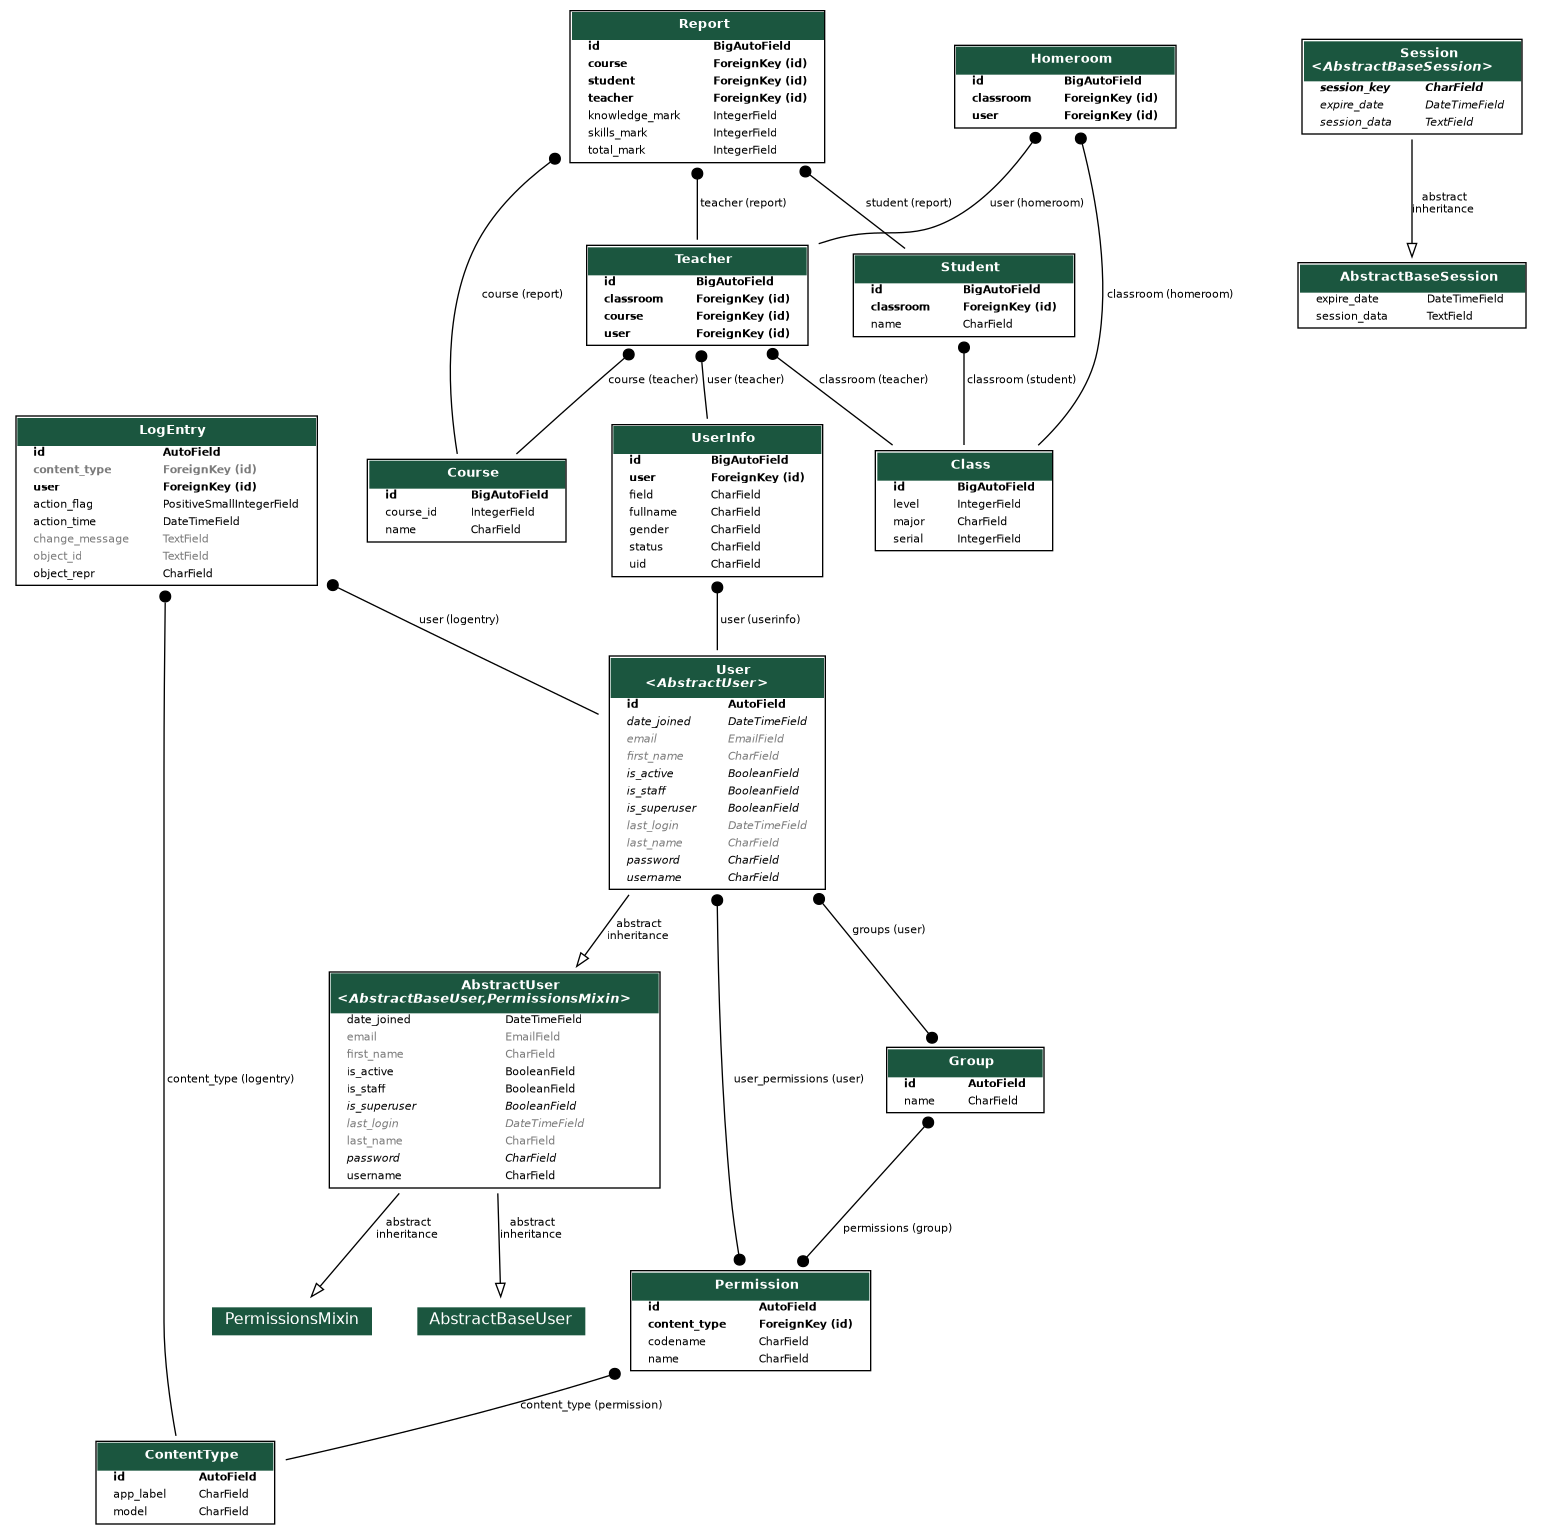 Report
id BigAutoField
course ForeignKey (id)
student ForeignKey (id)
teacher ForeignKey (id)
knowledge_mark IntegerField
skills_mark IntegerField
total_mark IntegerField
Homeroom
id BigAutoField
classroom ForeignKey (id)
user ForeignKey (id)
Session
<AbstractBaseSession>
session_key CharField
expire_date DateTimeField
session_data TextField
teacher (report)
student (report)
user (homeroom)
abstract
inheritance
course (report)
classroom (homeroom)
Teacher
id BigAutoField
classroom ForeignKey (id)
course ForeignKey (id)
user ForeignKey (id)
Student
id BigAutoField
classroom ForeignKey (id)
name CharField
AbstractBaseSession
expire_date DateTimeField
session_data TextField
course (teacher)
user (teacher)
classroom (teacher)
classroom (student)
LogEntry
id AutoField
content_type ForeignKey (id)
user ForeignKey (id)
action_flag PositiveSmallIntegerField
action_time DateTimeField
change_message TextField
object_id TextField
object_repr CharField
Course
id BigAutoField
course_id IntegerField
name CharField
UserInfo
id BigAutoField
user ForeignKey (id)
field CharField
fullname CharField
gender CharField
status CharField
uid CharField
Class
id BigAutoField
level IntegerField
major CharField
serial IntegerField
user (logentry)
user (userinfo)
User
<AbstractUser>
id AutoField
date_joined DateTimeField
email EmailField
first_name CharField
is_active BooleanField
is_staff BooleanField
is_superuser BooleanField
last_login DateTimeField
last_name CharField
password CharField
username CharField
abstract
inheritance
groups (user)
AbstractUser
<AbstractBaseUser,PermissionsMixin>
date_joined DateTimeField
email EmailField
first_name CharField
is_active BooleanField
is_staff BooleanField
is_superuser BooleanField
last_login DateTimeField
last_name CharField
password CharField
username CharField
content_type (logentry)
user_permissions (user)
Group
id AutoField
name CharField
abstract
inheritance
abstract
inheritance
permissions (group)
PermissionsMixin
AbstractBaseUser
Permission
id AutoField
content_type ForeignKey (id)
codename CharField
name CharField
content_type (permission)
ContentType
id AutoField
app_label CharField
model CharField